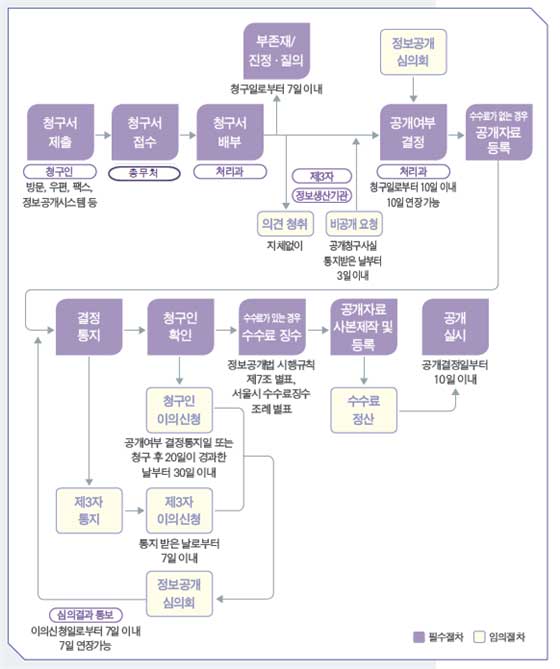 부존재/
진정 · 질의
청구일로부터 7일 이내
정보공개
심의회
청구서
제출
청구인
방문, 우편, 팩스,
정보공개시스템 등
청구서
접수
총무처
청구서
배부
처리과
공개여부
결정
처리과
청구일로부터 10일 이내
10일 연장 가능
수수료가 없는 경우
공개자료
등록
제3자
정보생산기관
의견 청취
지체없이
비공개 요청
공개청구사실
통지받은 날부터
3일 이내
결정
통지
청구인
확인
수수료가 있는 경우
수수료 징수
정보공개법 시행규칙
제7조 별표,
서울시 수수료징수
조례 별표
공개자료
사본제작 및
등록
공개
실시
공개결정일부터
10일 이내
수수료
정산
청구인
이의신청
공개여부 결정통지일 또는
청구 후 20일이 경과한
날부터 30일 이내
제3자
통지
제3자
이의신청
통지 받은 날로부터
7일 이내
정보공개
심의회
심의결과 통보
이의신청일로부터 7일 이내
7일 연장가능
필수절차
임의절차